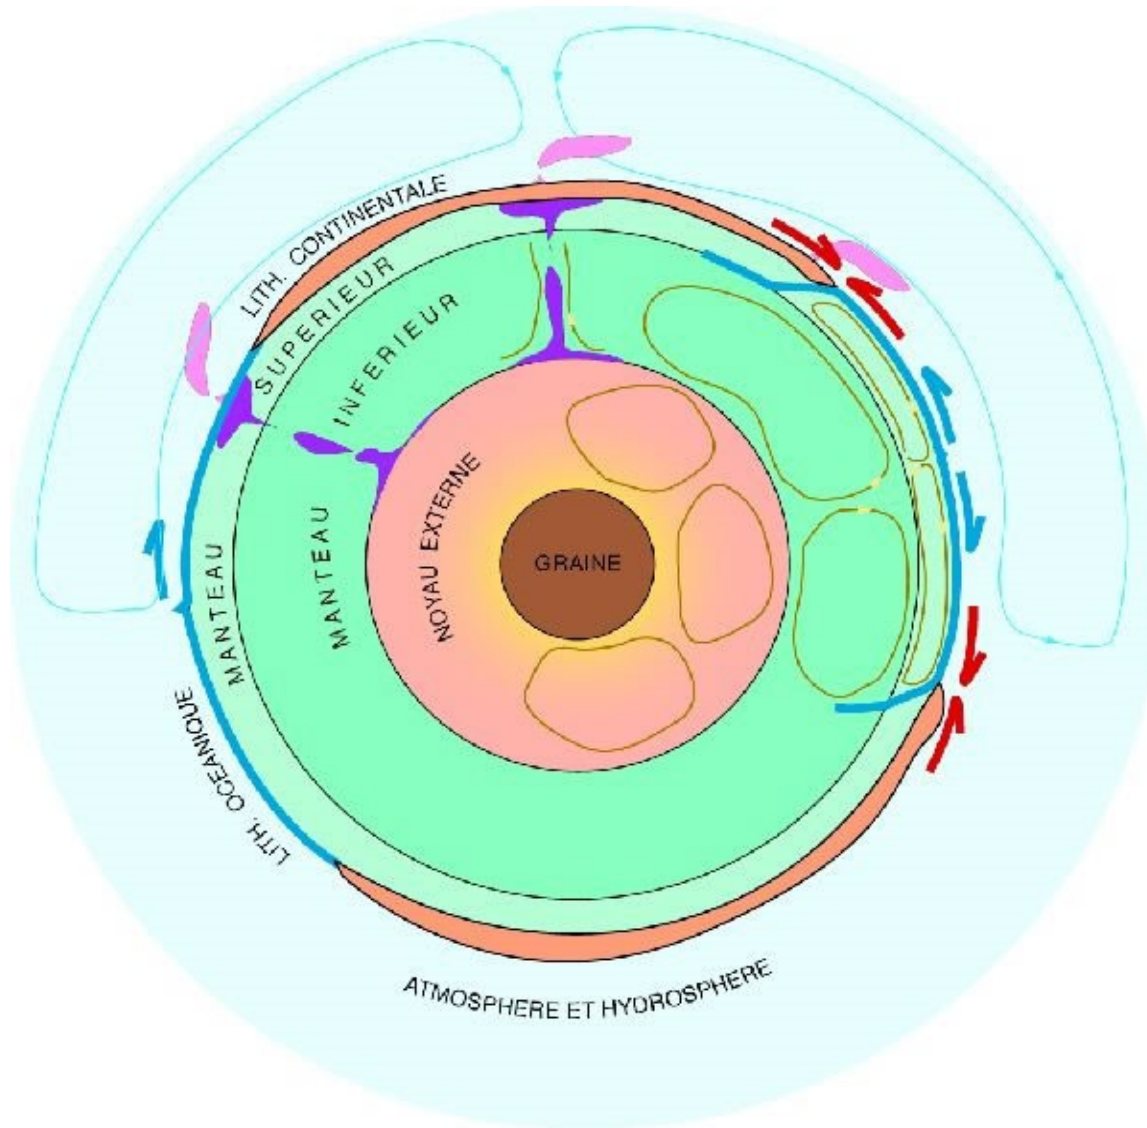 LITH. CONTINENTALE
MANTEAU SUPERIEUR
MANTEAU INFERIEUR
NOYAU EXTERNE
GRAINE
LITH. OCEANIQUE
ATMOSPHERE ET HYDROSPHERE